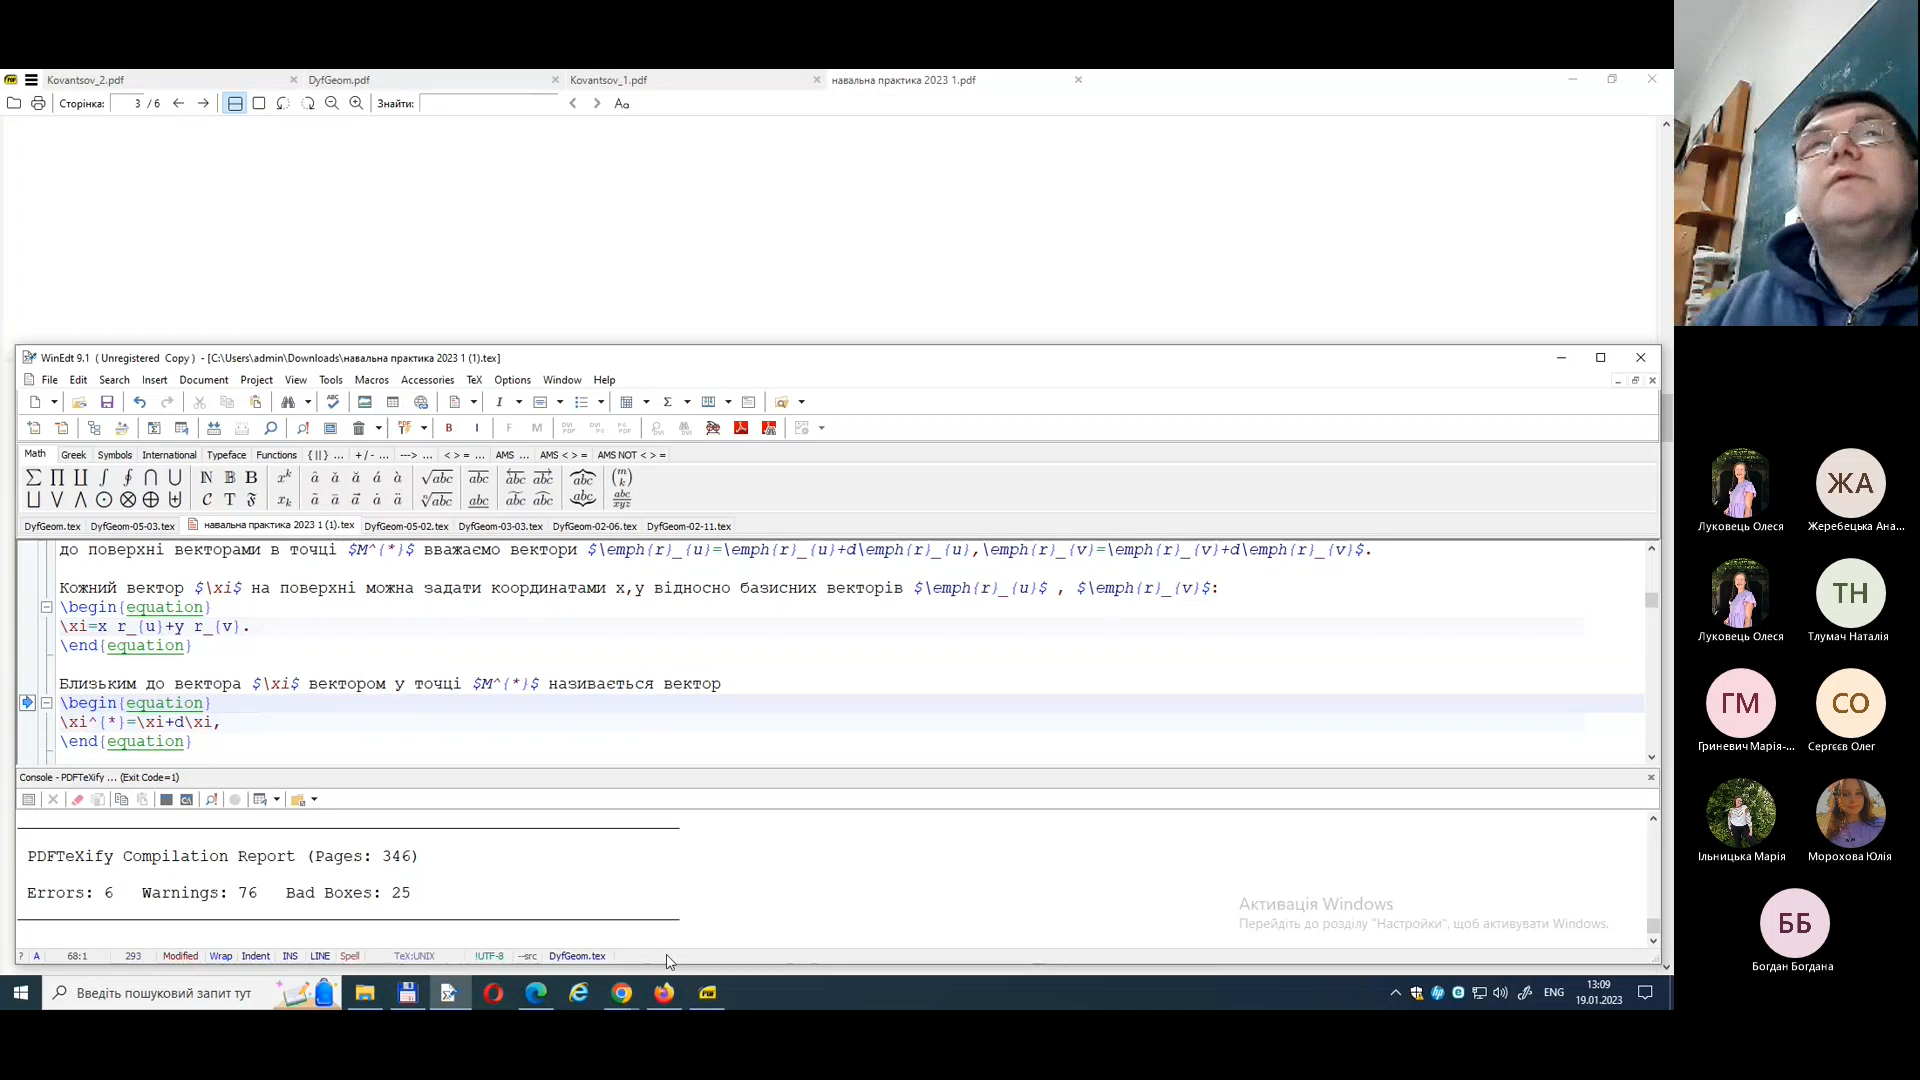 Kovantsov_2.pdf
DyfGeom.pdf
Kovantsov_1.pdf
навальна практика 2023 1.pdf
Сторінка: 3 / 6
Знайти:
WinEdt 9.1 ( Unregistered Copy ) - [C:\Users\admin\Downloads\навальна практика 2023 1 (1).tex]
File Edit Search Insert Document Project View Tools Macros Accessories TeX Options Window Help
Math Greek Symbols International Typeface Functions { || } ... + / - ... ---> ... < > = ... AMS ... AMS < > = AMS NOT < > =
DyfGeom.tex DyfGeom-05-03.tex навальна практика 2023 1 (1).tex DyfGeom-05-02.tex DyfGeom-03-03.tex DyfGeom-02-06.tex DyfGeom-02-11.tex
до поверхні векторами в точці $M^{*}$ вважаємо вектори $\emph{r}_{u}=\emph{r}_{u}+d\emph{r}_{u},\emph{r}_{v}=\emph{r}_{v}+d\emph{r}_{v}$.
Кожний вектор $\xi$ на поверхні можна задати координатами x,y відносно базисних векторів $\emph{r}_{u}$ , $\emph{r}_{v}$:
\begin{equation}
\xi=x r_{u}+y r_{v}.
\end{equation}
Близьким до вектора $\xi$ вектором у точці $M^{*}$ називається вектор
\begin{equation}
\xi^{*}=\xi+d\xi,
\end{equation}
Console - PDFTeXify ... (Exit Code=1)
PDFTeXify Compilation Report (Pages: 346)
Errors: 6 Warnings: 76 Bad Boxes: 25
Активація Windows
Перейдіть до розділу "Настройки", щоб активувати Windows.
? A 68:1 293 Modified Wrap Indent INS LINE Spell TeX:UNIX !UTF-8 --src DyfGeom.tex
Введіть пошуковий запит тут
ENG
13:09
19.01.2023
Луковець Олеся
ЖА
Жеребецька Ана...
Луковець Олеся
ТН
Тлумач Наталія
ГМ
Гриневич Марія-...
СО
Сергєєв Олег
Ільницька Марія
Морохова Юлія
ББ
Богдан Богдана